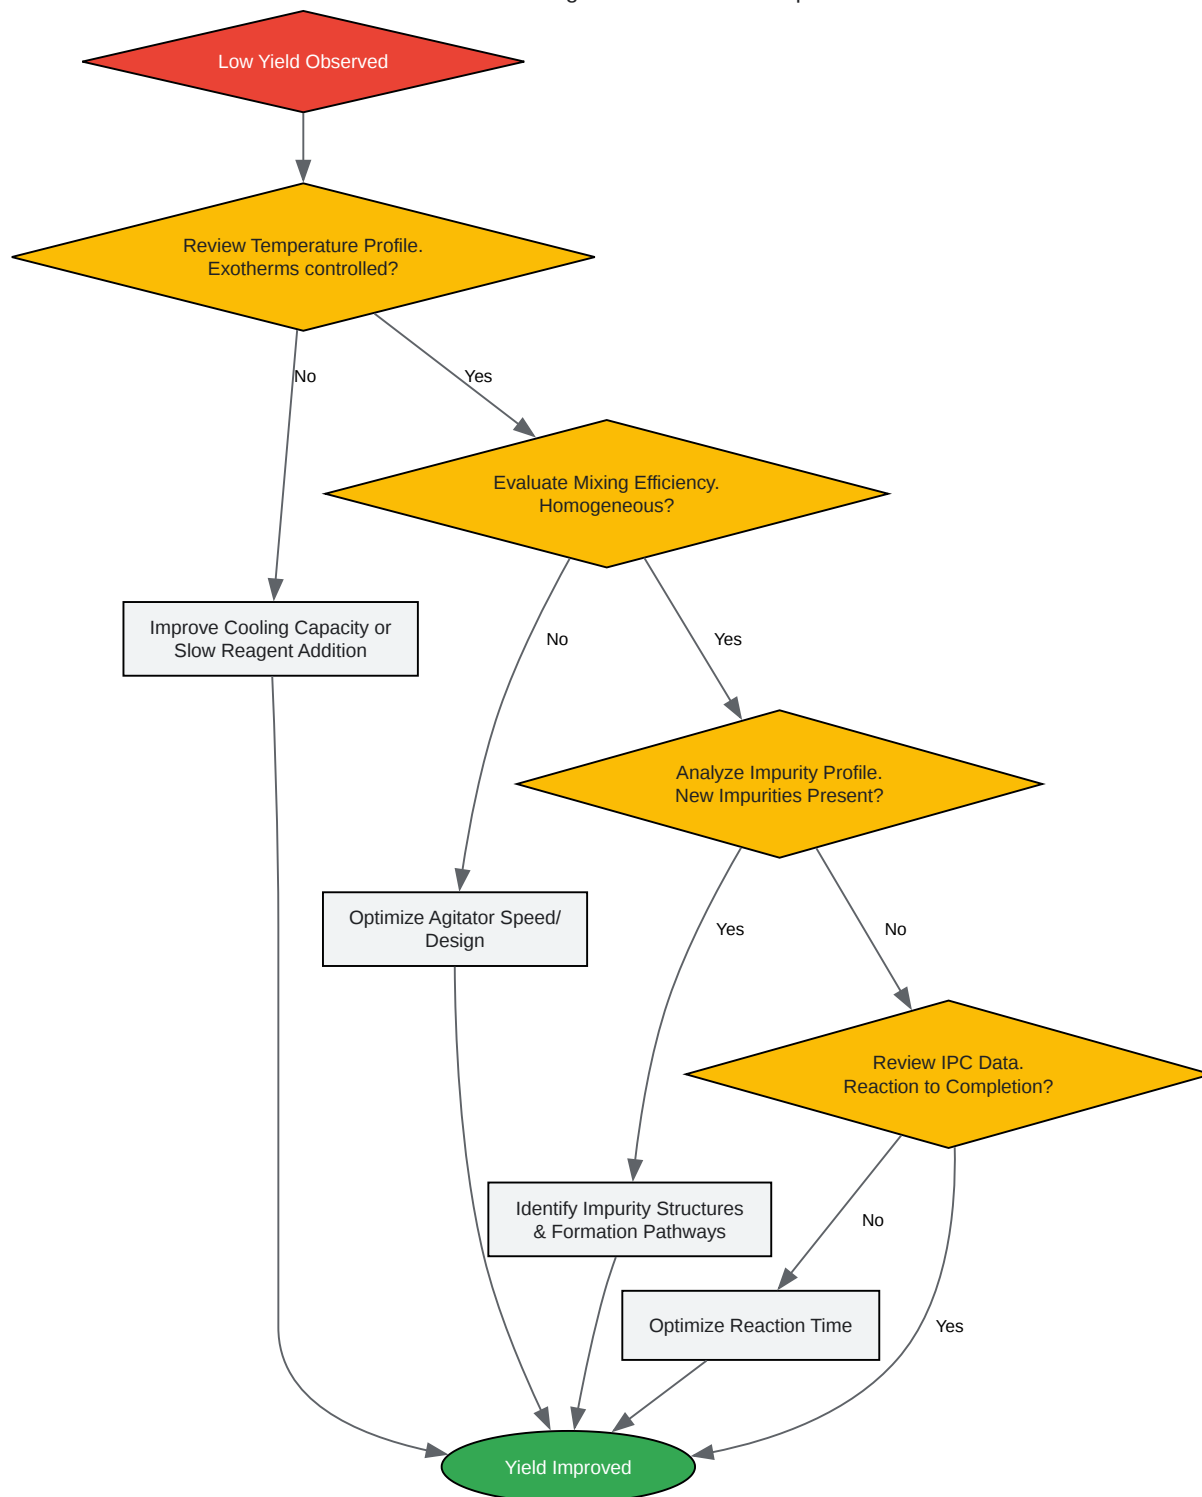 Low Yield Observed
Review Temperature Profile.
Exotherms controlled?
No
Yes
Evaluate Mixing Efficiency.
Homogeneous?
Improve Cooling Capacity or
Slow Reagent Addition
No
Yes
Analyze Impurity Profile.
New Impurities Present?
Optimize Agitator Speed/
Design
Yes
No
Review IPC Data.
Reaction to Completion?
Identify Impurity Structures
& Formation Pathways
No
Optimize Reaction Time
Yes
Yield Improved